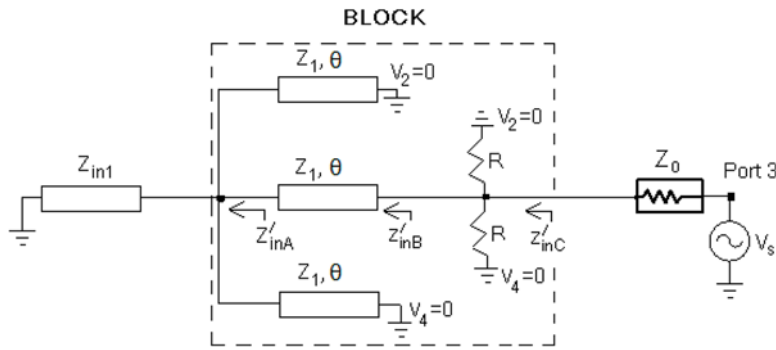 BLOCK
Z1, θ
V2=0
V2=0
Zin1
Z1, θ
R
Z0
Port 3
Z'inA
Z'inB
R
Z'inC
Vs
Z1, θ
V4=0
V4=0